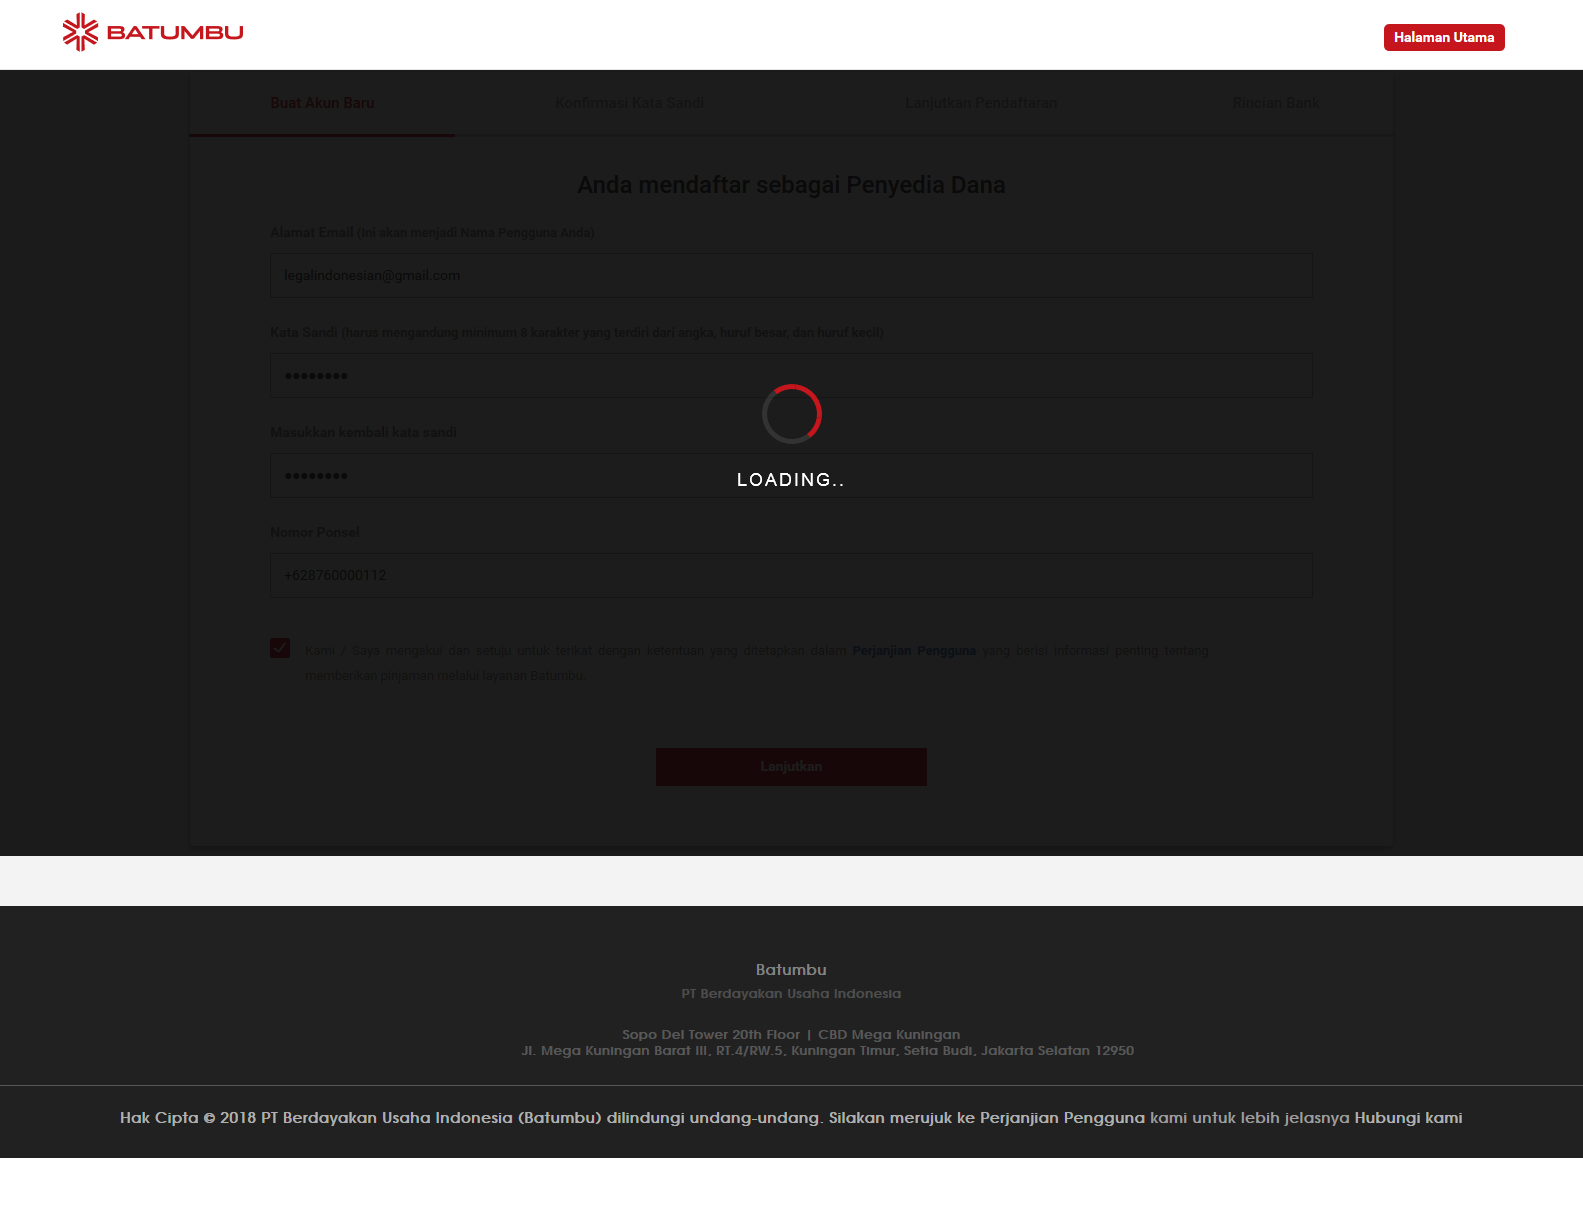 BATUMBU
Halaman Utama
Buat Akun Baru
Konfirmasi Kata Sandi
Lanjutkan Pendaftaran
Rincian Bank
Anda mendaftar sebagai Penyedia Dana
Alamat Email (Ini akan menjadi Nama Pengguna Anda)
legalindonesian@gmail.com
Kata Sandi (harus mengandung minimum 8 karakter yang terdiri dari angka, huruf besar, dan huruf kecil)
••••••••
Masukkan kembali kata sandi
••••••••
LOADING..
Nomor Ponsel
+628760000112
Kami / Saya mengakui dan setuju untuk terikat dengan ketentuan yang ditetapkan dalam Perjanjian Pengguna yang berisi informasi penting tentang
memberikan pinjaman melalui layanan Batumbu.
Lanjutkan
Batumbu
PT Berdayakan Usaha Indonesia
Sopo Del Tower 20th Floor | CBD Mega Kuningan
Jl. Mega Kuningan Barat III, RT.4/RW.5, Kuningan Timur, Setia Budi, Jakarta Selatan 12950
Hak Cipta © 2018 PT Berdayakan Usaha Indonesia (Batumbu) dilindungi undang-undang. Silakan merujuk ke Perjanjian Pengguna kami untuk lebih jelasnya Hubungi kami